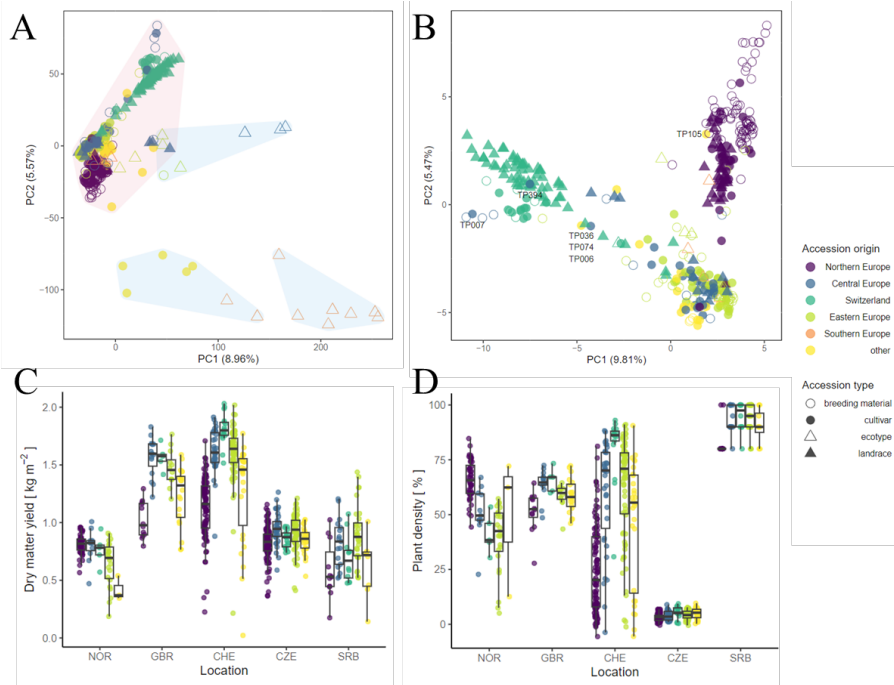 A
B
50
0
−50
−100
PC2 (5.57%)
0
100
200
PC1 (8.96%)
5
0
−5
PC2 (5.47%)
TP105
TP394
TP007
TP036
TP074
TP006
−10
−5
0
5
PC1 (9.81%)
Accession origin
Northern Europe
Central Europe
Switzerland
Eastern Europe
Southern Europe
other
Accession type
breeding material
cultivar
ecotype
landrace
C
D
2.0
1.5
1.0
0.5
0.0
Dry matter yield [ kg m−2 ]
NOR GBR CHE CZE SRB
Location
100
75
50
25
0
Plant density [ % ]
NOR GBR CHE CZE SRB
Location